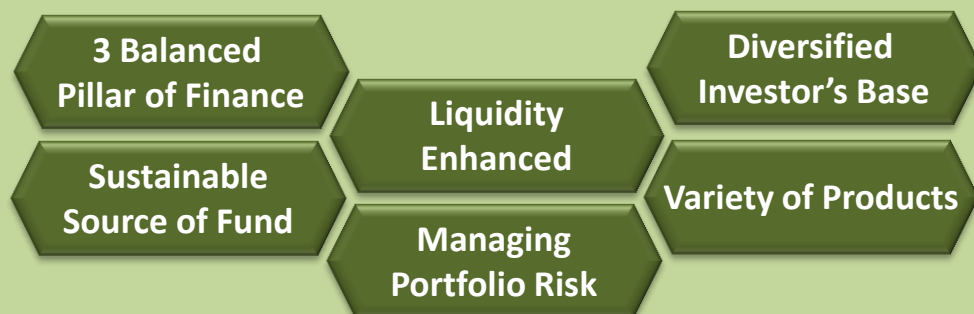 3 Balanced
Pillar of Finance
Sustainable
Source of Fund
Liquidity
Enhanced
Managing
Portfolio Risk
Diversified
Investor’s Base
Variety of Products